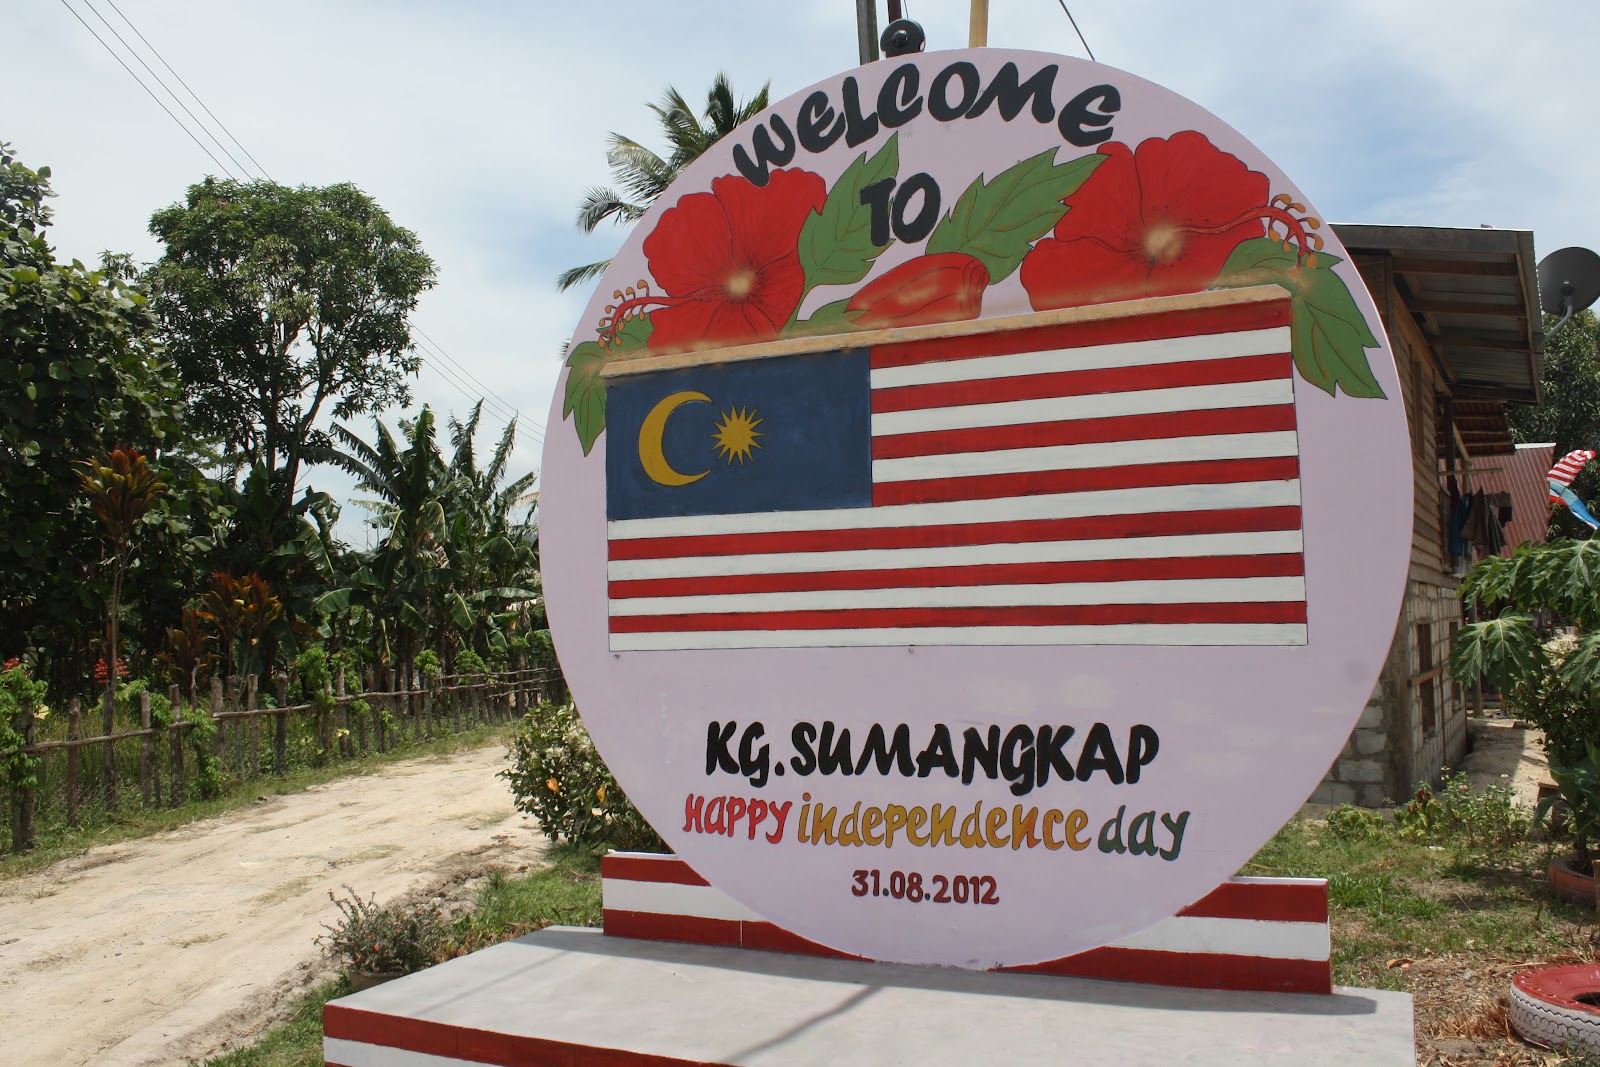 WELCOME
TO
KG. SUMANGKAP
HAPPY independence day
31.08.2012